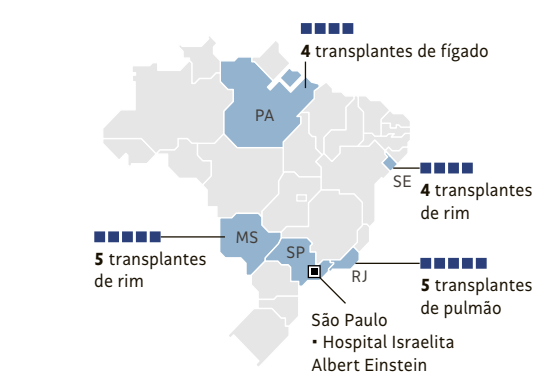 4 transplantes de fígado
PA
SE
4 transplantes
de rim
MS
SP
5 transplantes
de rim
RJ
5 transplantes
de pulmão
São Paulo
• Hospital Israelita
Albert Einstein